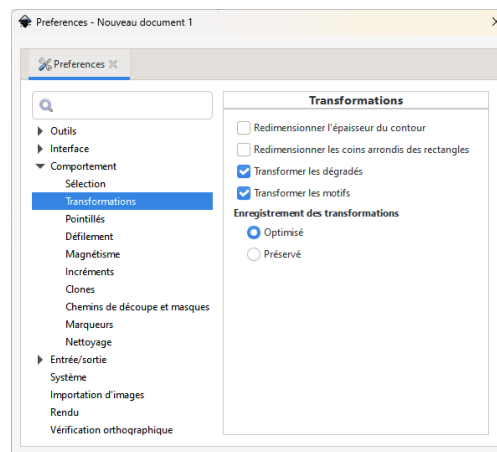 Preferences - Nouveau document 1
Preferences
Outils
Interface
Comportement
Sélection
Transformations
Pointillés
Défilement
Magnétisme
Incréments
Clones
Chemins de découpe et masques
Marqueurs
Nettoyage
Entrée/sortie
Système
Importation d'images
Rendu
Vérification orthographique
Transformations
Redimensionner l'épaisseur du contour
Redimensionner les coins arrondis des rectangles
Transformer les dégradés
Transformer les motifs
Enregistrement des transformations
Optimisé
Préservé